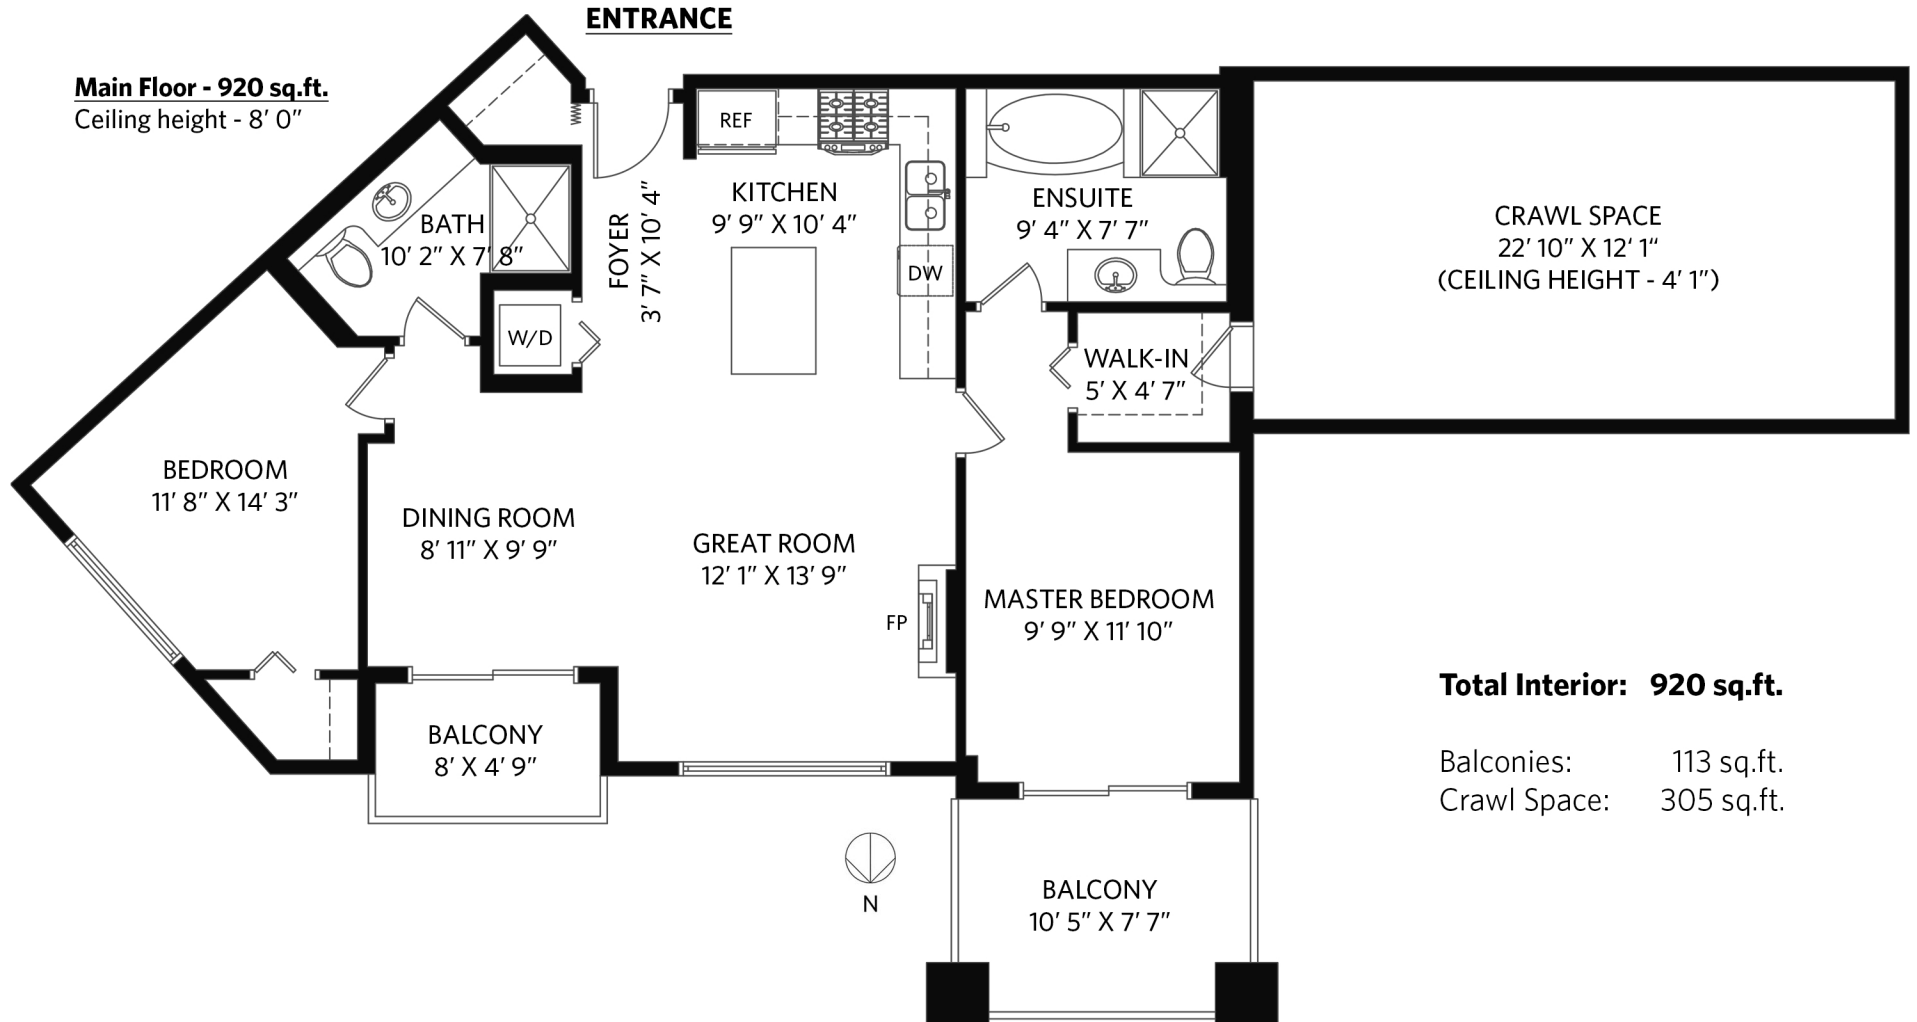 ENTRANCE
Main Floor - 920 sq.ft.
Ceiling height - 8’ 0”
REF
KITCHEN
9’ 9” X 10’ 4”
ENSUITE
9’ 4” X 7’ 7”
BATH
10’ 2” X 7’ 8”
FOYER
3’ 7” X 10’ 4”
DW
CRAWL SPACE
22’ 10” X 12‘ 1“
(CEILING HEIGHT - 4’ 1”)
W/D
WALK-IN
5’ X 4’ 7”
BEDROOM
11’ 8” X 14’ 3”
DINING ROOM
8’ 11” X 9’ 9”
GREAT ROOM
12’ 1” X 13’ 9”
FP
MASTER BEDROOM
9’ 9” X 11’ 10”
BALCONY
8’ X 4’ 9”
Total Interior: 920 sq.ft.
Balconies: 113 sq.ft.
Crawl Space: 305 sq.ft.
N
BALCONY
10’ 5” X 7’ 7”